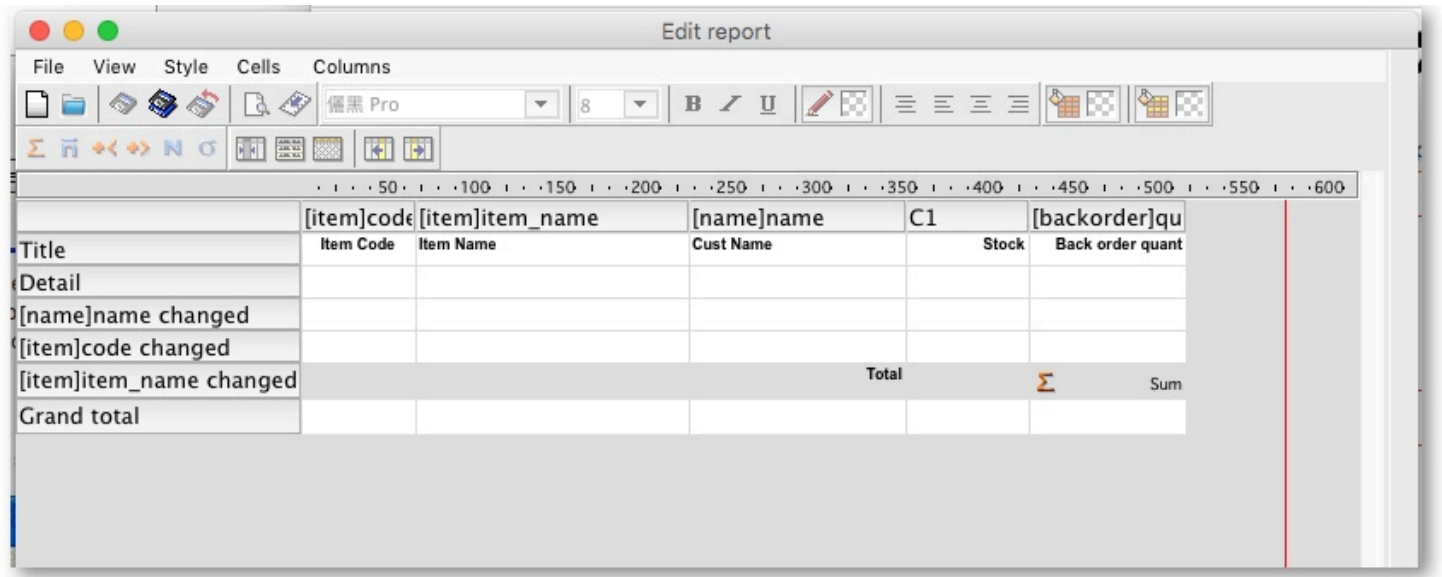 Edit report
File View Style Cells Columns
儷黑 Pro 8 B I U
Σ n N σ
50 100 150 200 250 300 350 400 450 500 550 600
[item]code [item]item_name [name]name C1 [backorder]qu
Title Item Code Item Name Cust Name Stock Back order quant
Detail
[name]name changed
[item]code changed
[item]item_name changed Total Σ Sum
Grand total